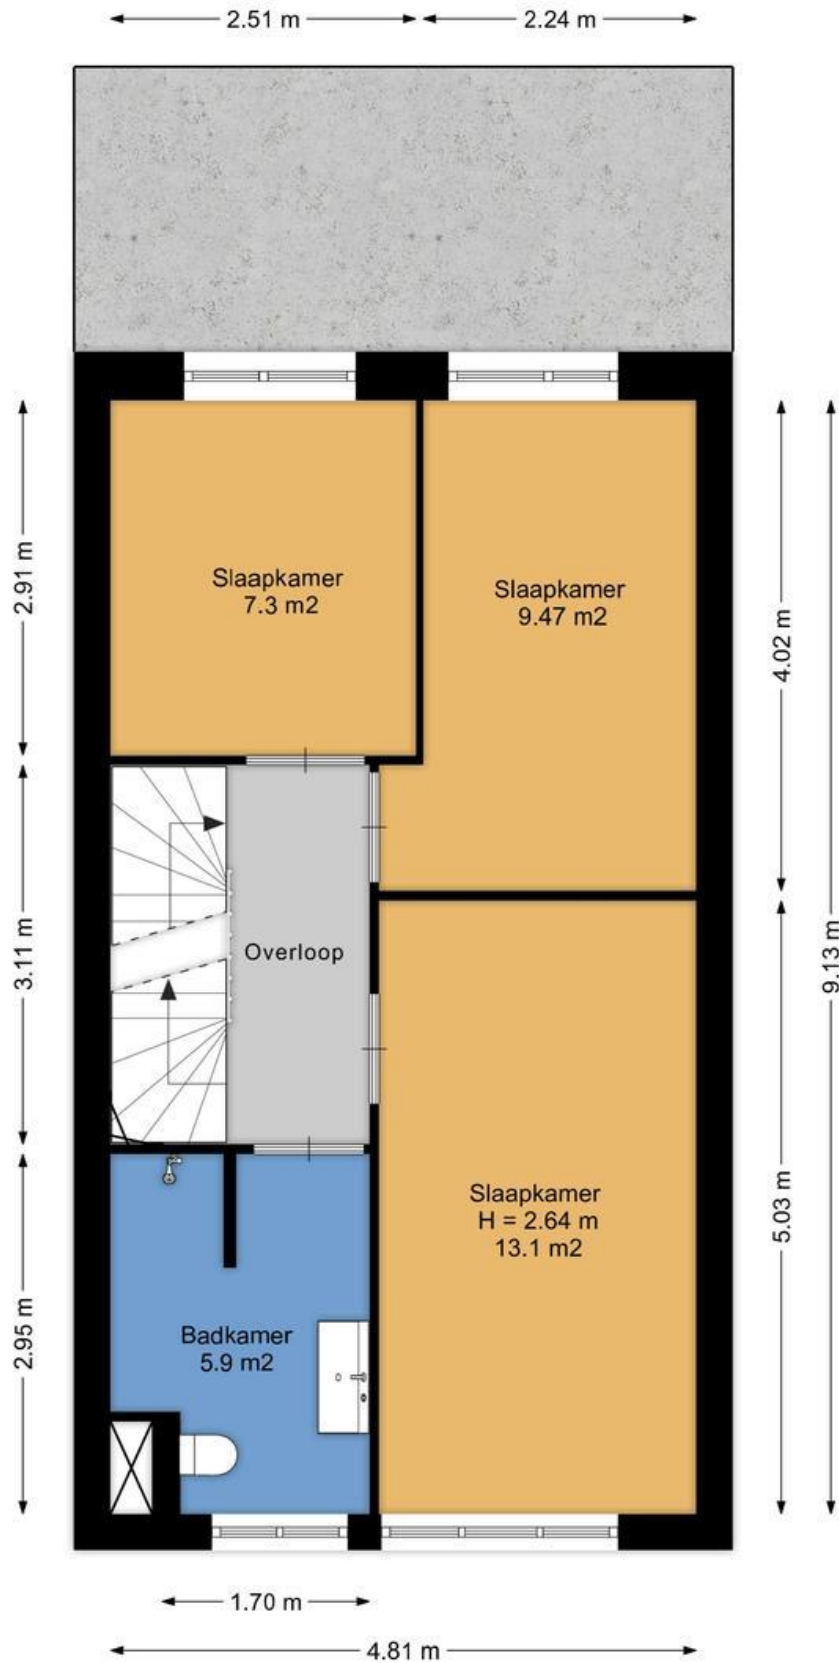 2.51 m
2.24 m
2.91 m
Slaapkamer
7.3 m2
Slaapkamer
9.47 m2
4.02 m
9.13 m
3.11 m
Overloop
Slaapkamer
H = 2.64 m
13.1 m2
5.03 m
2.95 m
Badkamer
5.9 m2
1.70 m
4.81 m